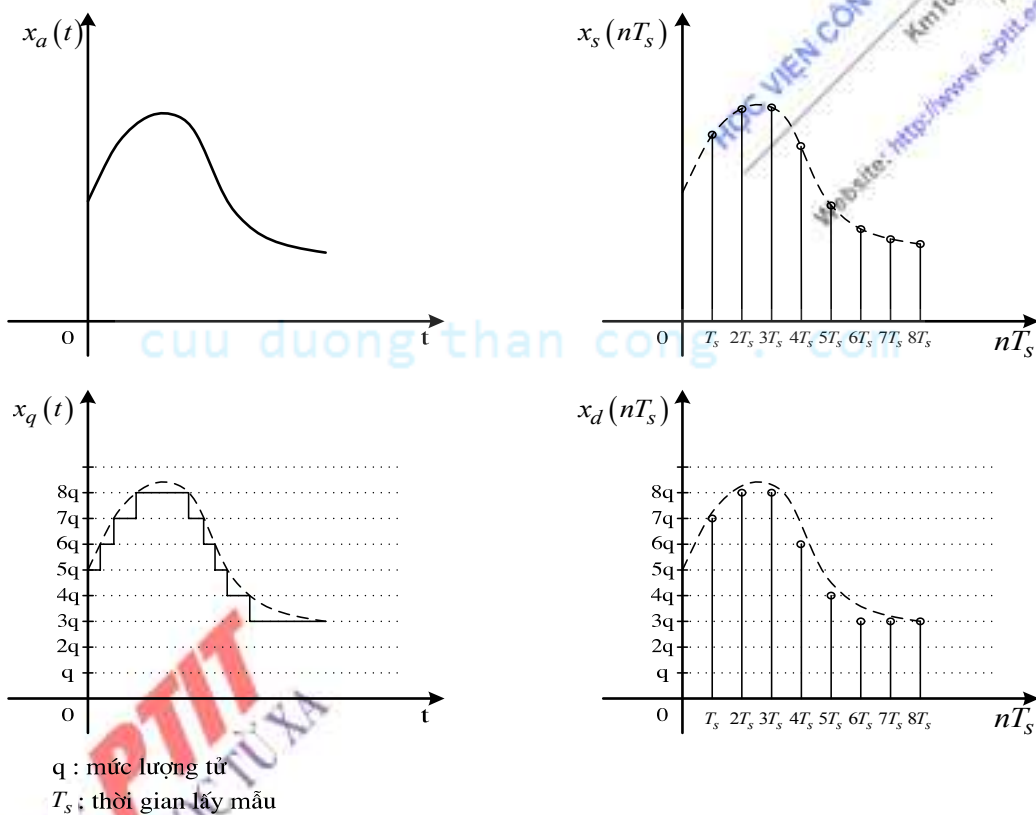 x_a(t)
0
t
x_s(nT_s)
0
T_s 2T_s 3T_s 4T_s 5T_s 6T_s 7T_s 8T_s
nT_s
HỌC VIỆN CÔN
Km10
Website: http://www.e-ptit.e
cuu duong than cong . com
x_q(t)
8q
7q
6q
5q
4q
3q
2q
q
0
t
x_d(nT_s)
8q
7q
6q
5q
4q
3q
2q
q
0
T_s 2T_s 3T_s 4T_s 5T_s 6T_s 7T_s 8T_s
nT_s
PTIT
TỪ XA
q : mức lượng tử
T_s : thời gian lấy mẫu